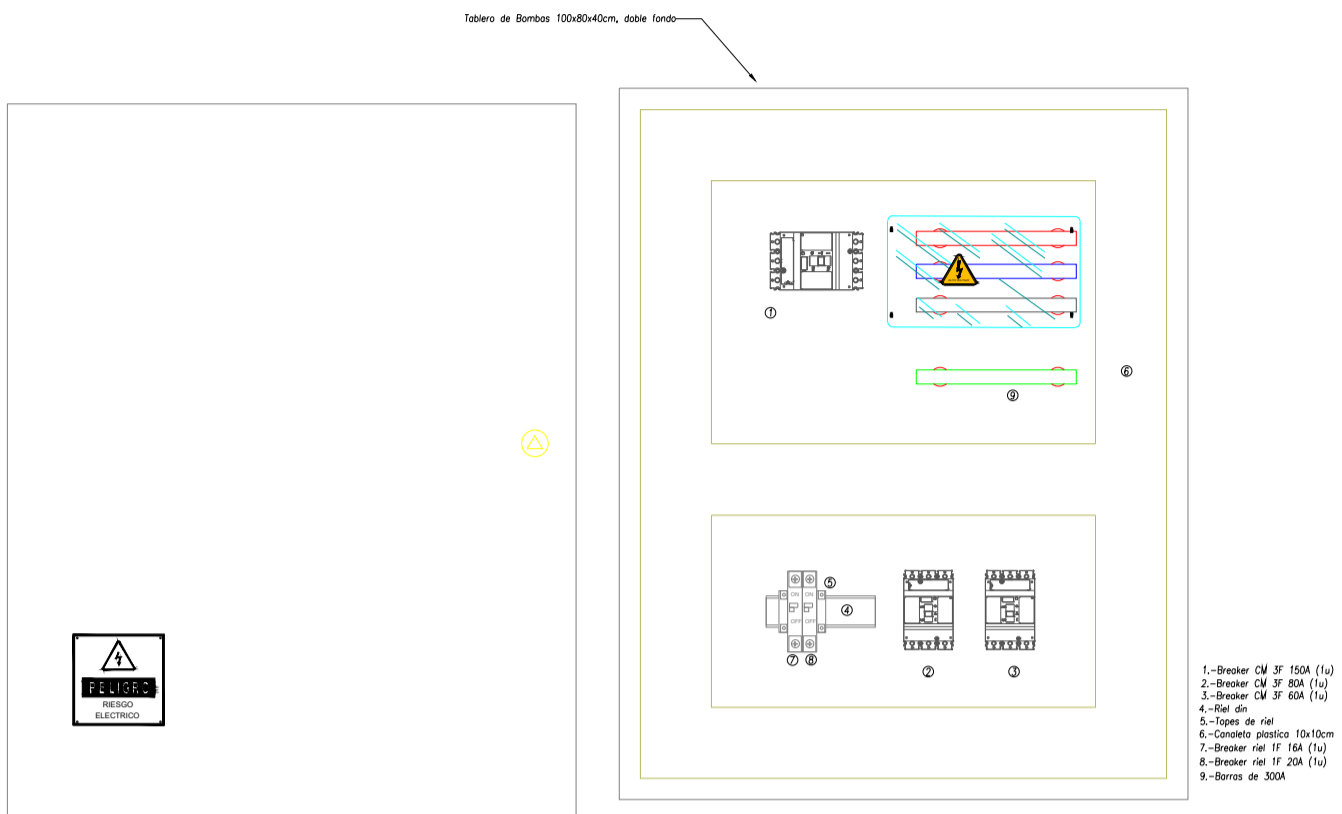 Tablero de Bombas 100x80x40cm, doble fondo
1
6
9
5
ON ON
4
OFF OFF
7 8
2
3
PELIGRO
RIESGO
ELECTRICO
1.-Breaker CM 3F 150A (1u)
2.-Breaker CM 3F 80A (1u)
3.-Breaker CM 3F 60A (1u)
4.-Riel din
5.-Topes de riel
6.-Canaleta plastica 10x10cm
7.-Breaker riel 1F 16A (1u)
8.-Breaker riel 1F 20A (1u)
9.-Barras de 300A